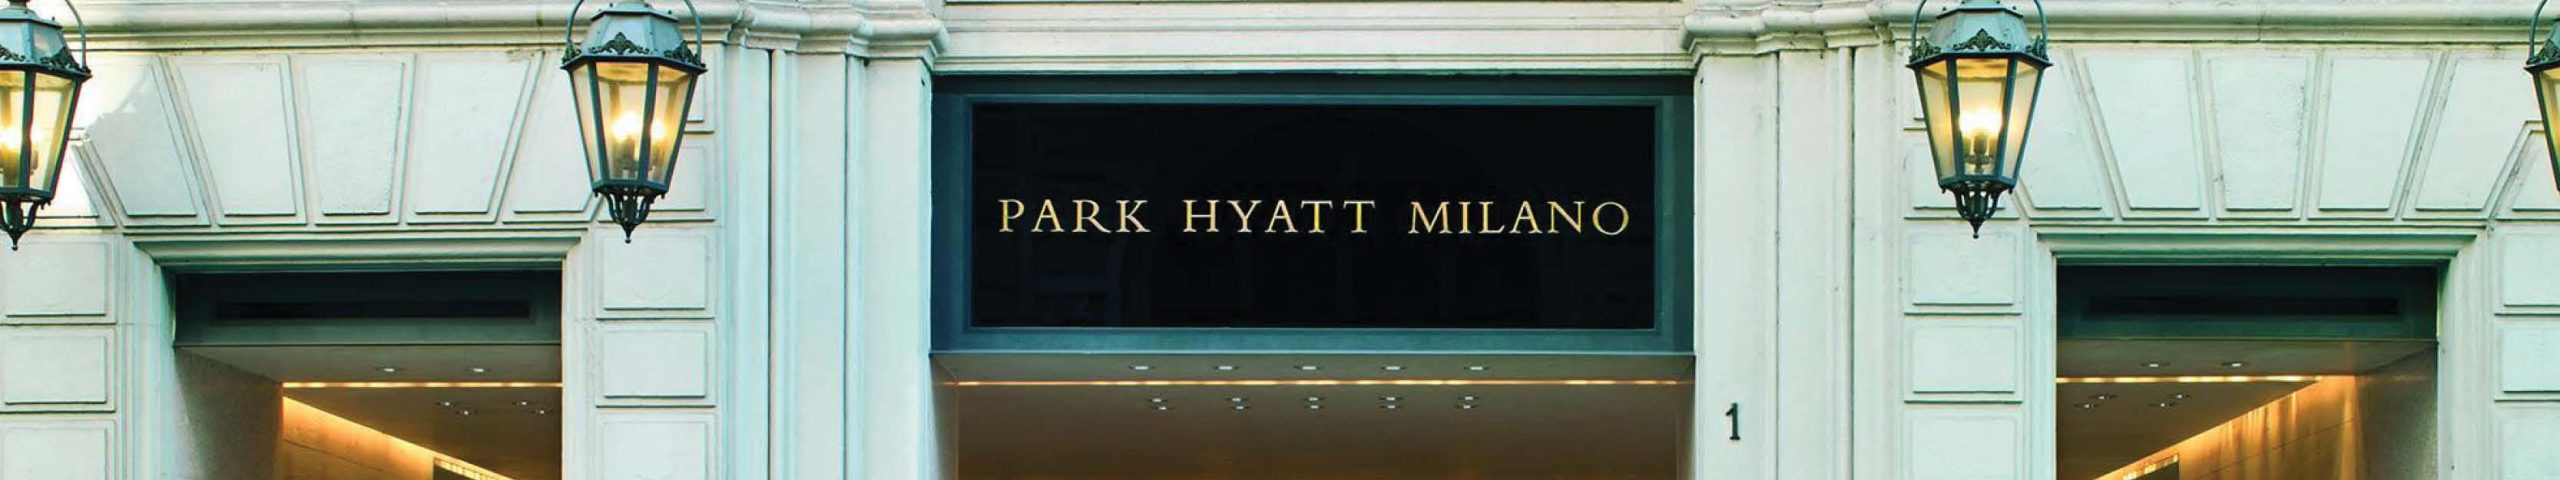 PARK HYATT MILANO
1